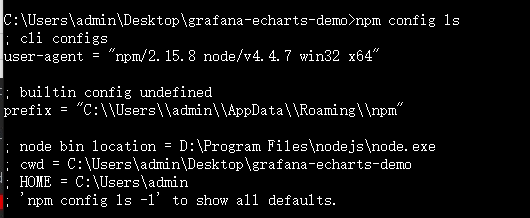 C:\Users\admin\Desktop\grafana-echarts-demo>npm config ls
; cli configs
user-agent = "npm/2.15.8 node/v4.4.7 win32 x64"
; builtin config undefined
prefix = "C:\\Users\\admin\\AppData\\Roaming\\npm"
; node bin location = D:\Program Files\nodejs\node.exe
; cwd = C:\Users\admin\Desktop\grafana-echarts-demo
; HOME = C:\Users\admin
; 'npm config ls -l' to show all defaults.